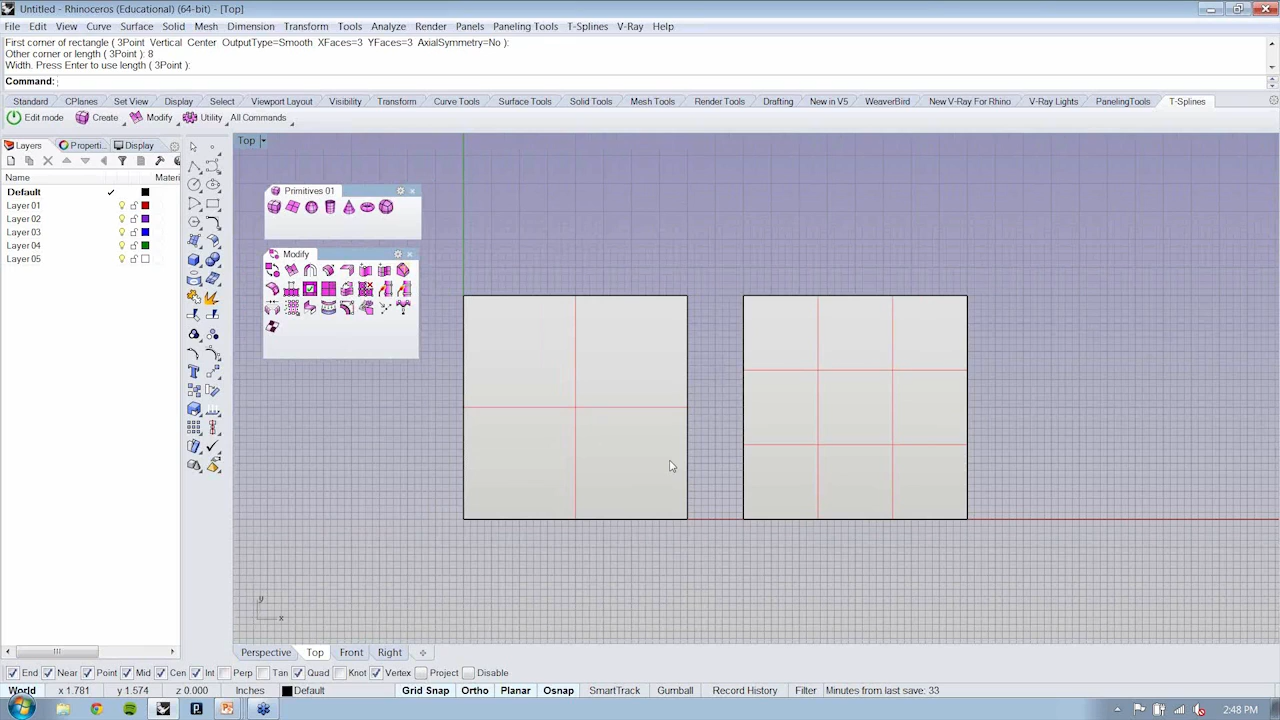 Untitled - Rhinoceros (Educational) (64-bit) - [Top]
File Edit View Curve Surface Solid Mesh Dimension Transform Tools Analyze Render Panels Paneling Tools T-Splines V-Ray Help
First corner of rectangle ( 3Point Vertical Center OutputType=Smooth XFaces=3 YFaces=3 AxialSymmetry=No ):
Other corner or length ( 3Point ): 8
Width. Press Enter to use length ( 3Point ):
Command:
Standard CPlanes Set View Display Select Viewport Layout Visibility Transform Curve Tools Surface Tools Solid Tools Mesh Tools Render Tools Drafting New in V5 WeaverBird New V-Ray For Rhino V-Ray Lights PanelingTools T-Splines
Edit mode Create Modify Utility All Commands
Layers Properti... Display
Top
Name Materi
Default
Layer 01
Layer 02
Layer 03
Layer 04
Layer 05
Primitives 01
Modify
y
x
Perspective Top Front Right
End Near Point Mid Cen Int Perp Tan Quad Knot Vertex Project Disable
World x 1.781 y 1.574 z 0.000 Inches Default Grid Snap Ortho Planar Osnap SmartTrack Gumball Record History Filter Minutes from last save: 33
2:48 PM